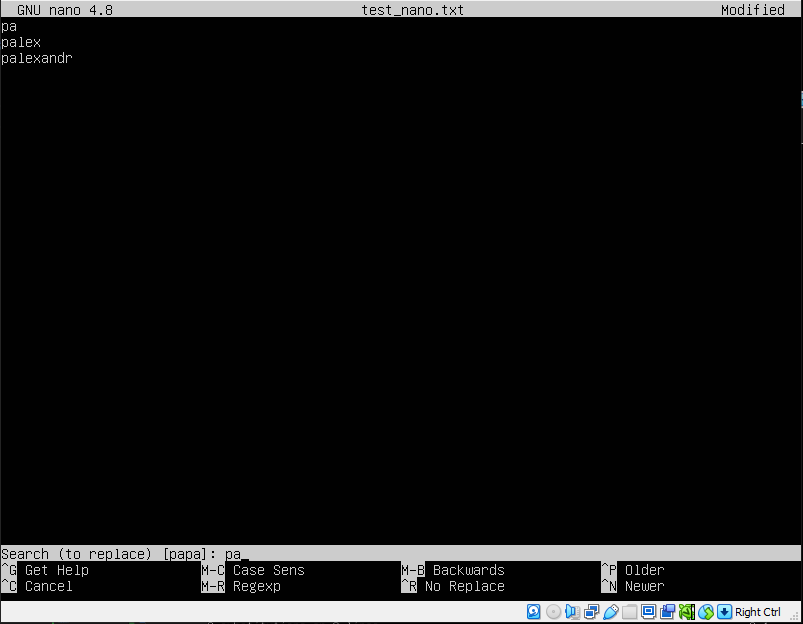 GNU nano 4.8 test_nano.txt Modified
pa
palex
palexandr
Search (to replace) [papa]: pa_
^G Get Help M-C Case Sens M-B Backwards ^P Older
^C Cancel M-R Regexp ^R No Replace ^N Newer
Right Ctrl